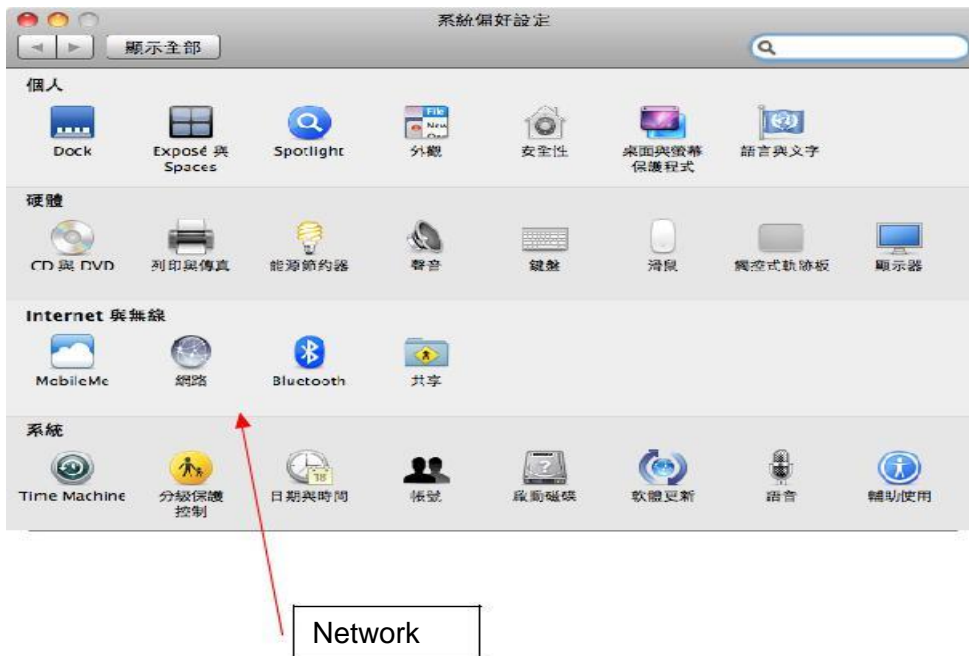 系統偏好設定
顯示全部
個人
Dock
Exposé 與
Spaces
Spotlight
File
New
外觀
安全性
桌面與螢幕
保護程式
語言與文字
硬體
CD 與 DVD
列印與傳真
能源節約器
聲音
鍵盤
滑鼠
觸控式軌跡板
顯示器
Internet 與無線
MobileMe
網路
Bluetooth
共享
系統
Time Machine
分級保護
控制
18
日期與時間
帳號
?
啟動磁碟
軟體更新
語音
輔助使用
Network